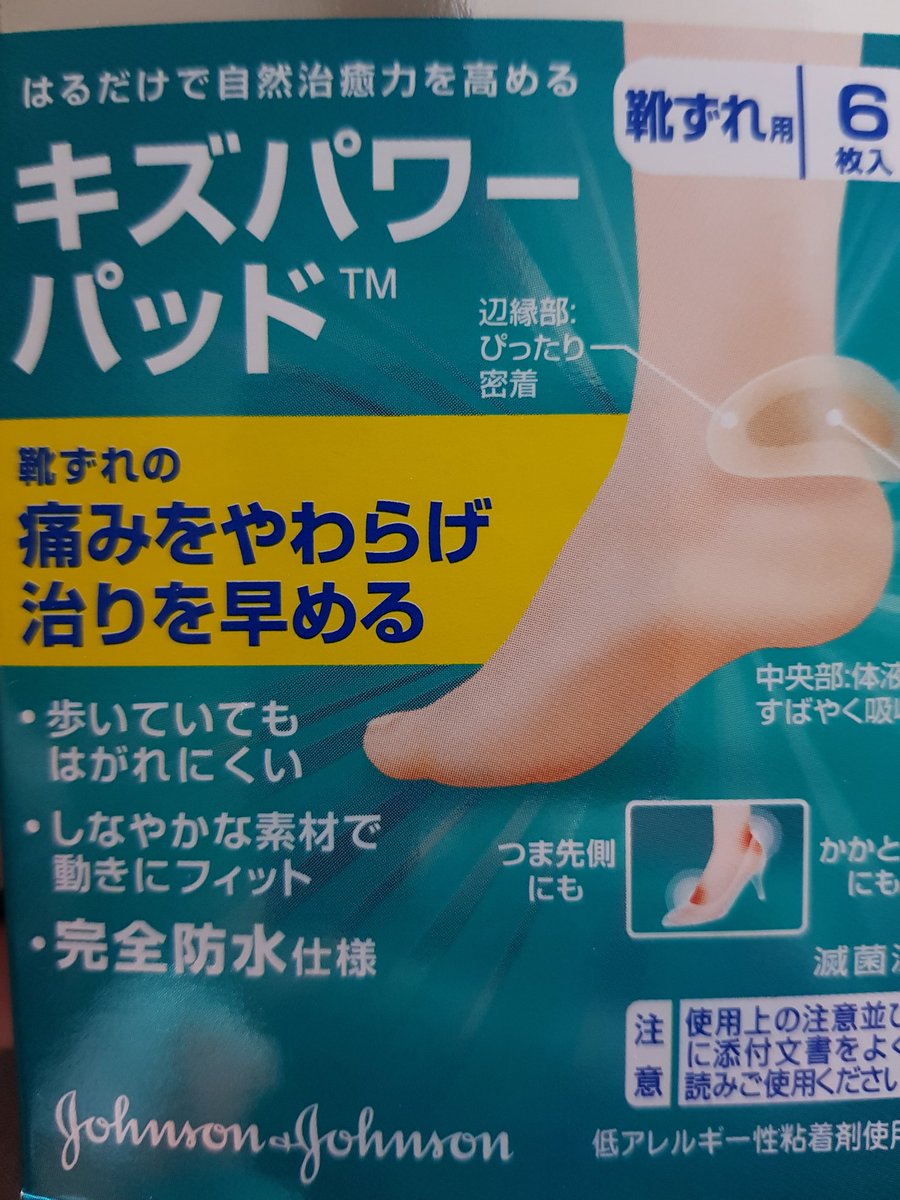 はるだけで自然治癒力を高める
キズパワー
パッド™
靴ずれ用
6
枚入
辺縁部:
ぴったり
密着
靴ずれの
痛みをやわらげ
治りを早める
中央部:体液
すばやく吸収
・歩いていても
はがれにくい
・しなやかな素材で
動きにフィット
・完全防水仕様
つま先側
にも
かかと
にも
滅菌済
注意
使用上の注意並び
に添付文書をよく
読みご使用ください
Johnson&Johnson
低アレルギー性粘着剤使用